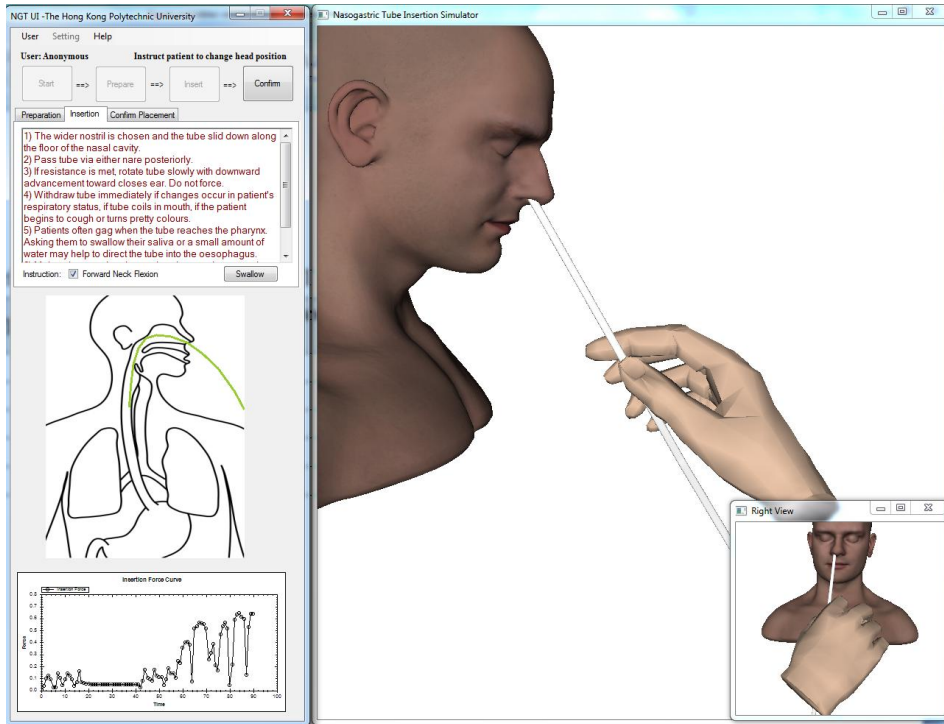 NGT UI -The Hong Kong Polytechnic University
User Setting Help
User: Anonymous Instruct patient to change head position
Start ==> Prepare ==> Insert ==> Confirm
Preparation Insertion Confirm Placement
1) The wider nostril is chosen and the tube slid down along
the floor of the nasal cavity.
2) Pass tube via either nare posteriorly.
3) If resistance is met, rotate tube slowly with downward
advancement toward closes ear. Do not force.
4) Withdraw tube immediately if changes occur in patient's
respiratory status, if tube coils in mouth, if the patient
begins to cough or turns pretty colours.
5) Patients often gag when the tube reaches the pharynx.
Asking them to swallow their saliva or a small amount of
water may help to direct the tube into the oesophagus.
Instruction: Forward Neck Flexion Swallow
Insertion Force Curve
Insertion Force
0.8
0.7
0.6
0.5
0.4
0.3
0.2
0.1
0.0
Force
0 10 20 30 40 50 60 70 80 90 100
Time
Nasogastric Tube Insertion Simulator
Right View